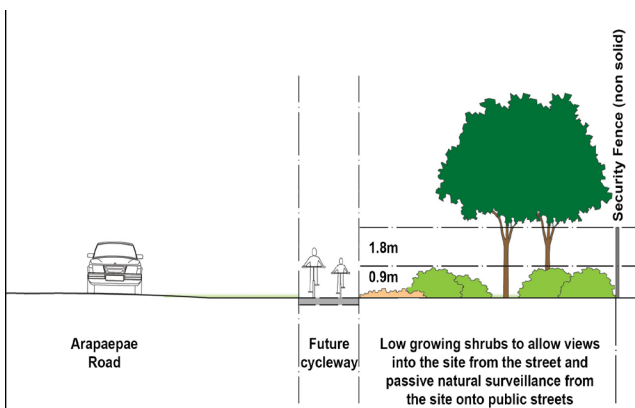 Security Fence (non solid)
1.8m
0.9m
Arapaepae
Road
Future
cycleway
Low growing shrubs to allow views
into the site from the street and
passive natural surveillance from
the site onto public streets